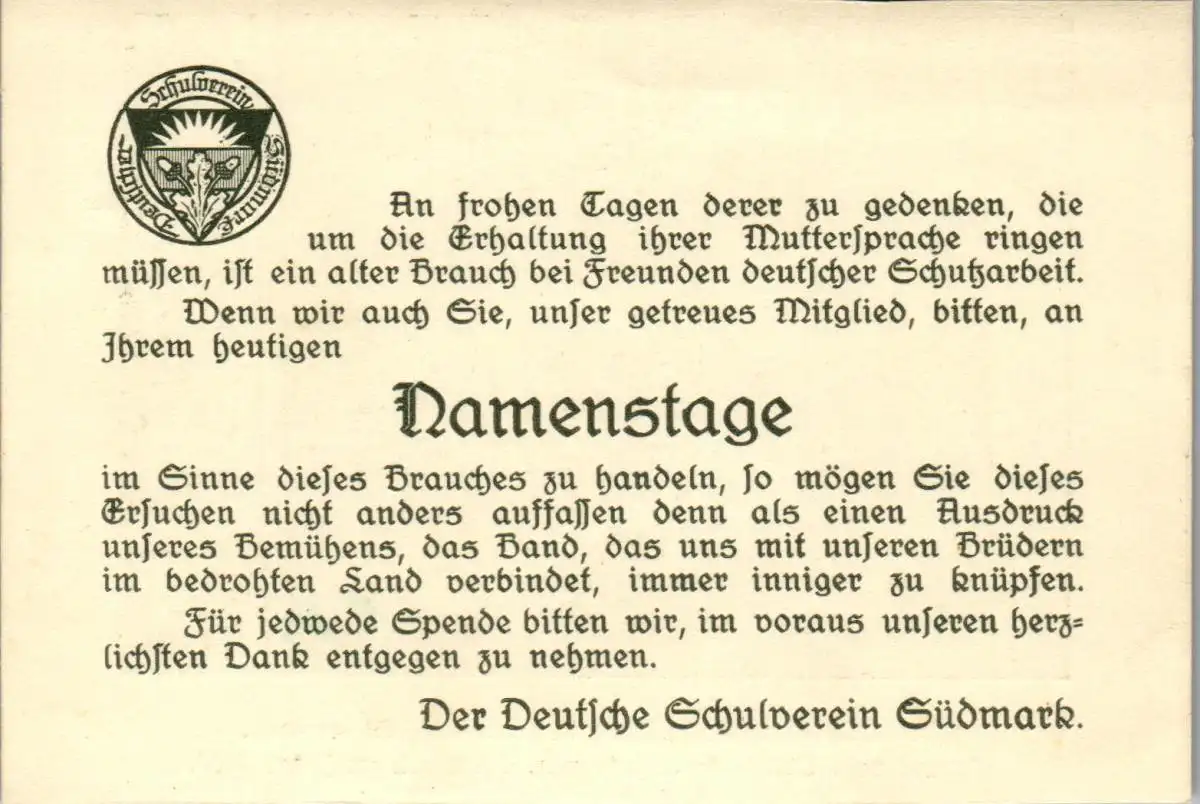 Schulverein
Südmark
Deutscher
An frohen Tagen derer zu gedenken, die
um die Erhaltung ihrer Muttersprache ringen
müssen, ist ein alter Brauch bei Freunden deutscher Schutzarbeit.
Wenn wir auch Sie, unser getreues Mitglied, bitten, an
Ihrem heutigen
Namenstage
im Sinne dieses Brauches zu handeln, so mögen Sie dieses
Ersuchen nicht anders auffassen denn als einen Ausdruck
unseres Bemühens, das Band, das uns mit unseren Brüdern
im bedrohten Land verbindet, immer inniger zu knüpfen.
Für jedwede Spende bitten wir, im voraus unseren herz-
lichsten Dank entgegen zu nehmen.
Der Deutsche Schulverein Südmark.